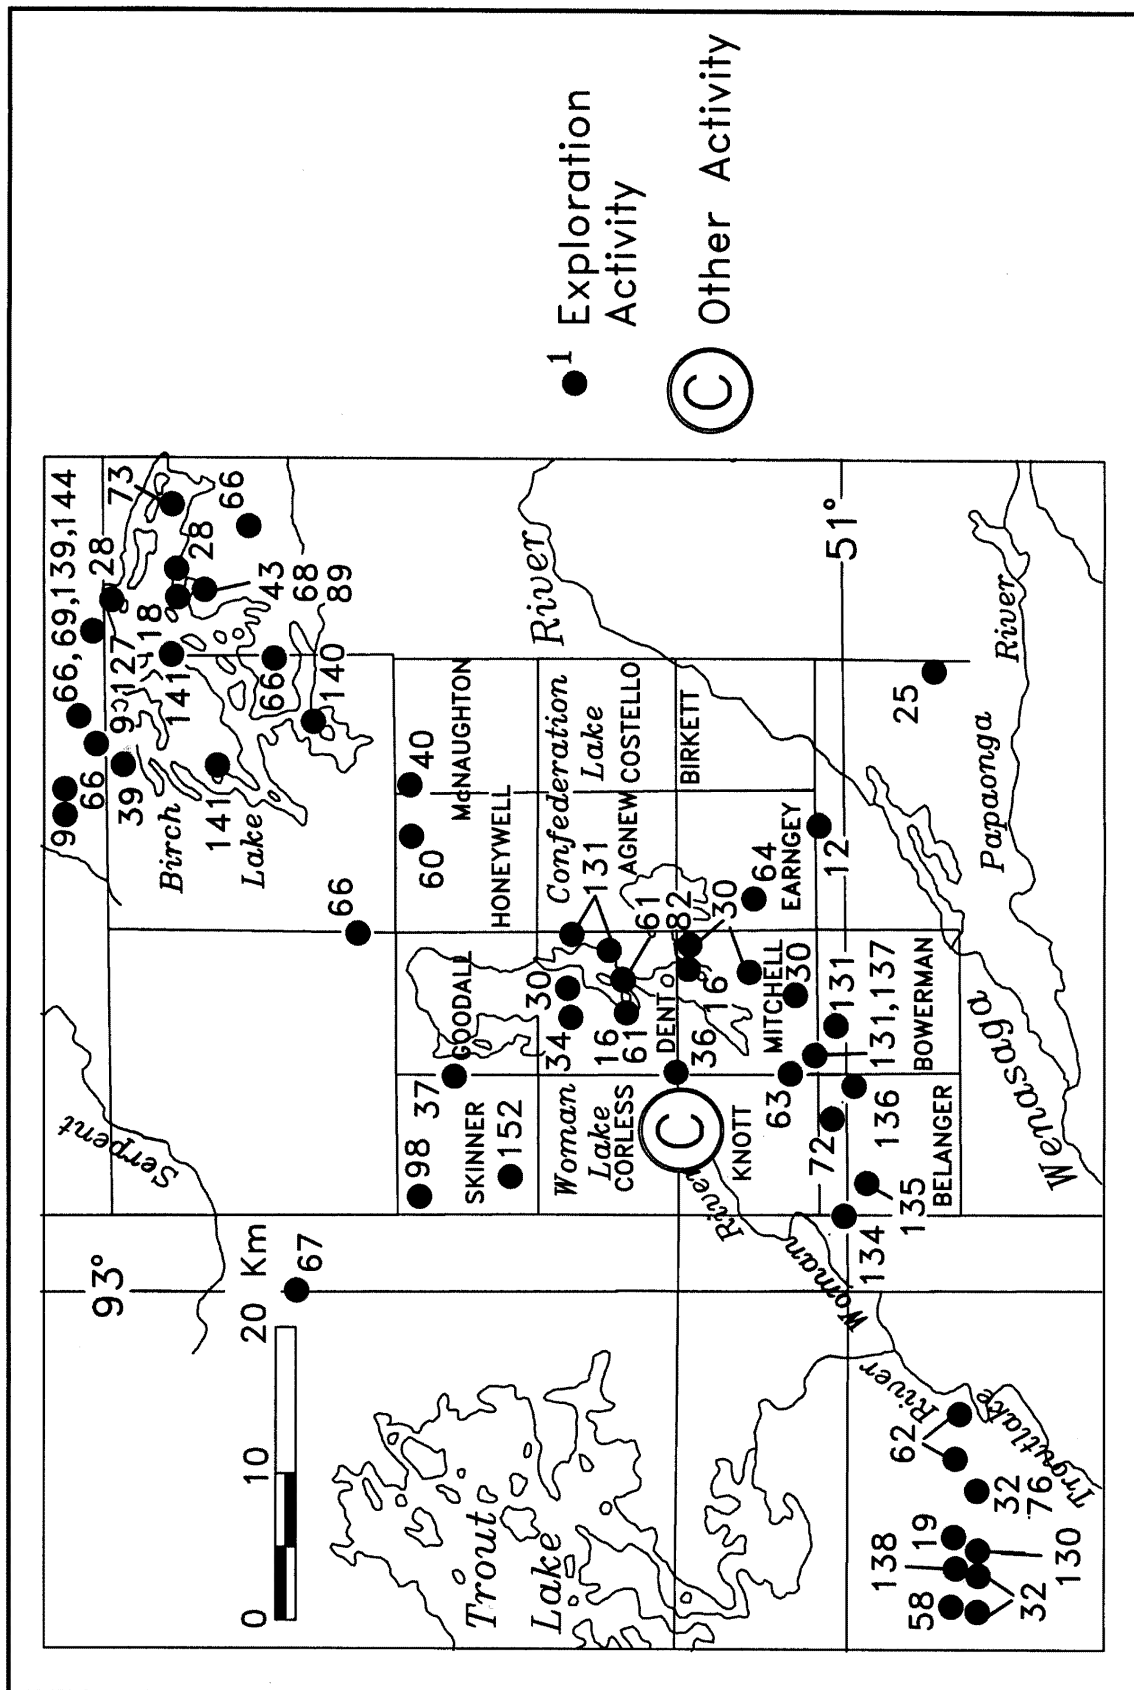 9
66
66,69,139,144
93°
28
73
39
9
127
18
28
66
Birch
Lake
141
141
43
68
89
66
140
Serpent
0
10
20 Km
67
66
98
37
60
40
SKINNER
GOODALL
HONEYWELL
McNAUGHTON
152
Trout
Lake
Woman
Lake
CORLESS
34
30
16
61
DENT
131
61
Confederation
Lake
AGNEW
COSTELLO
River
1 Exploration
Activity
C Other Activity
C
36
16
82
30
BIRKETT
River
KNOTT
MITCHELL
64
EARNGEY
63
30
Woman
72
12
51°
134
136
131
131,137
135
BELANGER
BOWERMAN
River
Troutlake
58
138
19
62
32
76
32
130
25
Wenasaga
Papaonga
River